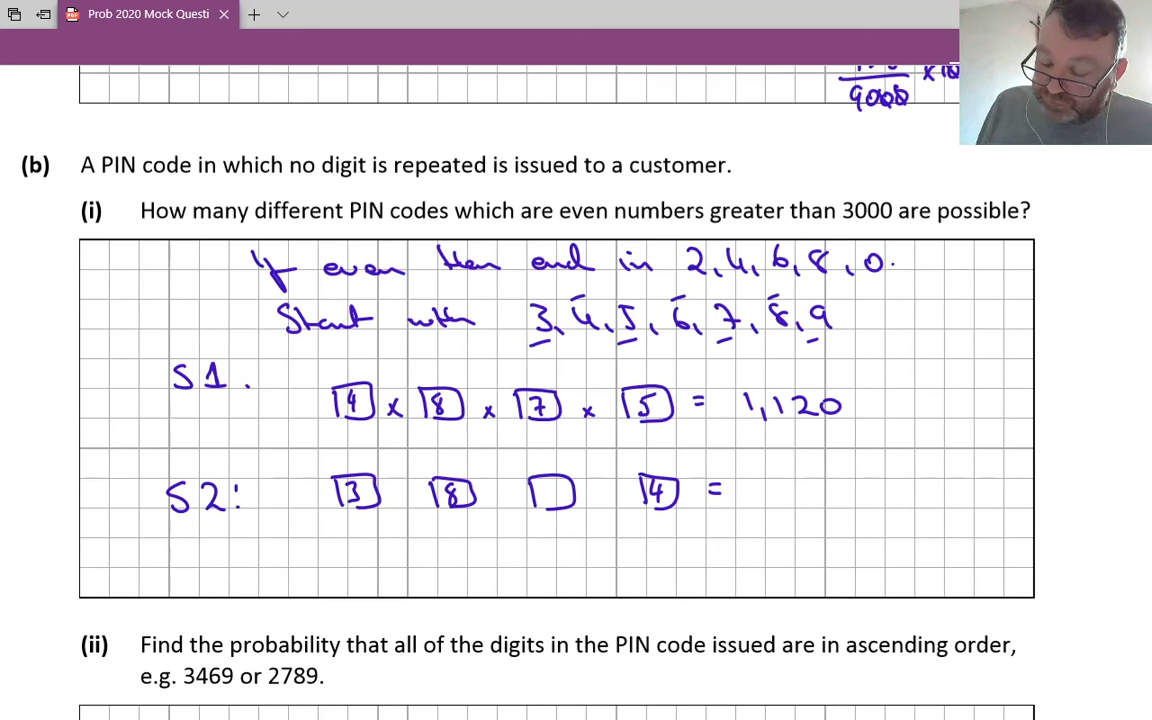 Prob 2020 Mock Questi
9000
(b) A PIN code in which no digit is repeated is issued to a customer.
(i) How many different PIN codes which are even numbers greater than 3000 are possible?
If even then end in 2, 4, 6, 8, 0.
Start with 3, 4, 5, 6, 7, 8, 9
S1.
4 × 8 × 7 × 5 = 1,120
S2: 3 8 4 =
(ii) Find the probability that all of the digits in the PIN code issued are in ascending order,
e.g. 3469 or 2789.